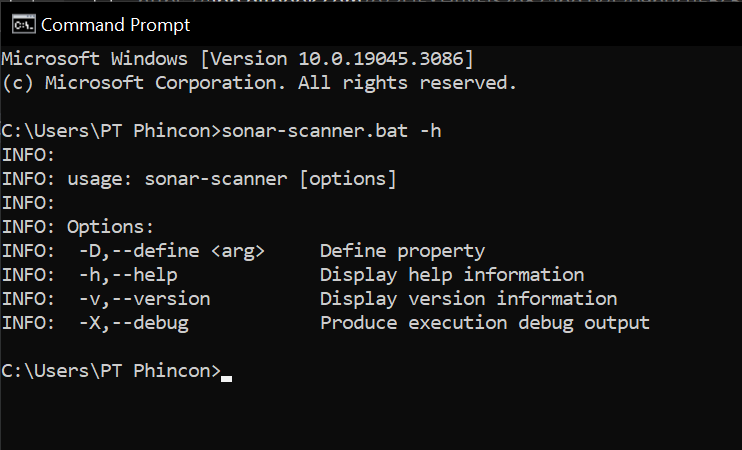 Command Prompt
Microsoft Windows [Version 10.0.19045.3086]
(c) Microsoft Corporation. All rights reserved.
C:\Users\PT Phincon>sonar-scanner.bat -h
INFO:
INFO: usage: sonar-scanner [options]
INFO:
INFO: Options:
INFO:  -D,--define <arg>     Define property
INFO:  -h,--help             Display help information
INFO:  -v,--version          Display version information
INFO:  -X,--debug            Produce execution debug output
C:\Users\PT Phincon>